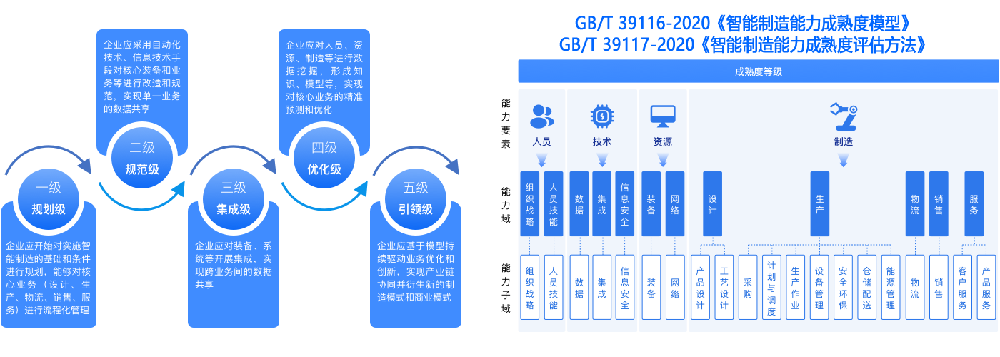 企业应采用自动化
技术、信息技术手
段对核心装备和业
务等进行改造和规
范，实现单一业务
的数据共享
二级
规范级
企业应对人员、资
源、制造等进行数
据挖掘，形成知
识、模型等，实现
对核心业务的精准
预测和优化
四级
优化级
一级
规划级
企业应开始对实施智
能制造的基础和条件
进行规划，能够对核
心业务（设计、生
产、物流、销售、服
务）进行流程化管理
三级
集成级
企业应对装备、系
统等开展集成，实
现跨业务间的数据
共享
五级
引领级
企业应基于模型持
续驱动业务优化和
创新，实现产业链
协同并衍生新的制
造模式和商业模式
GB/T 39116-2020《智能制造能力成熟度模型》
GB/T 39117-2020《智能制造能力成熟度评估方法》
成熟度等级
能力要素
人员
技术
资源
制造
能力域
组织战略
人员技能
数据
集成
信息安全
装备
网络
设计
生产
物流
销售
服务
能力子域
组织战略
人员技能
数据
集成
信息安全
装备
网络
产品设计
工艺设计
采购
计划与调度
生产作业
设备管理
安全环保
仓储配送
能源管理
物流
销售
客户服务
产品服务